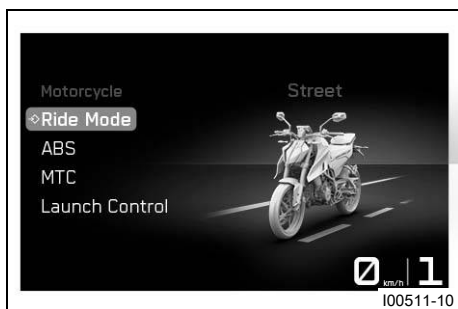 Motorcycle
Street
Ride Mode
ABS
MTC
Launch Control
0 km/h 1
I00511-10